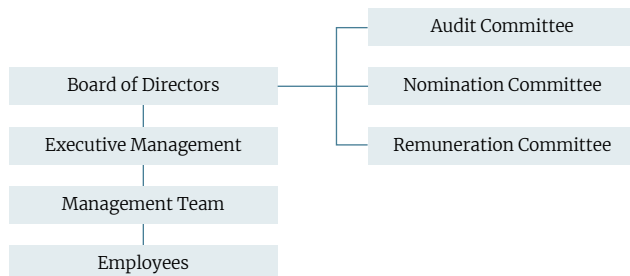 Audit Committee
Board of Directors
Nomination Committee
Executive Management
Remuneration Committee
Management Team
Employees